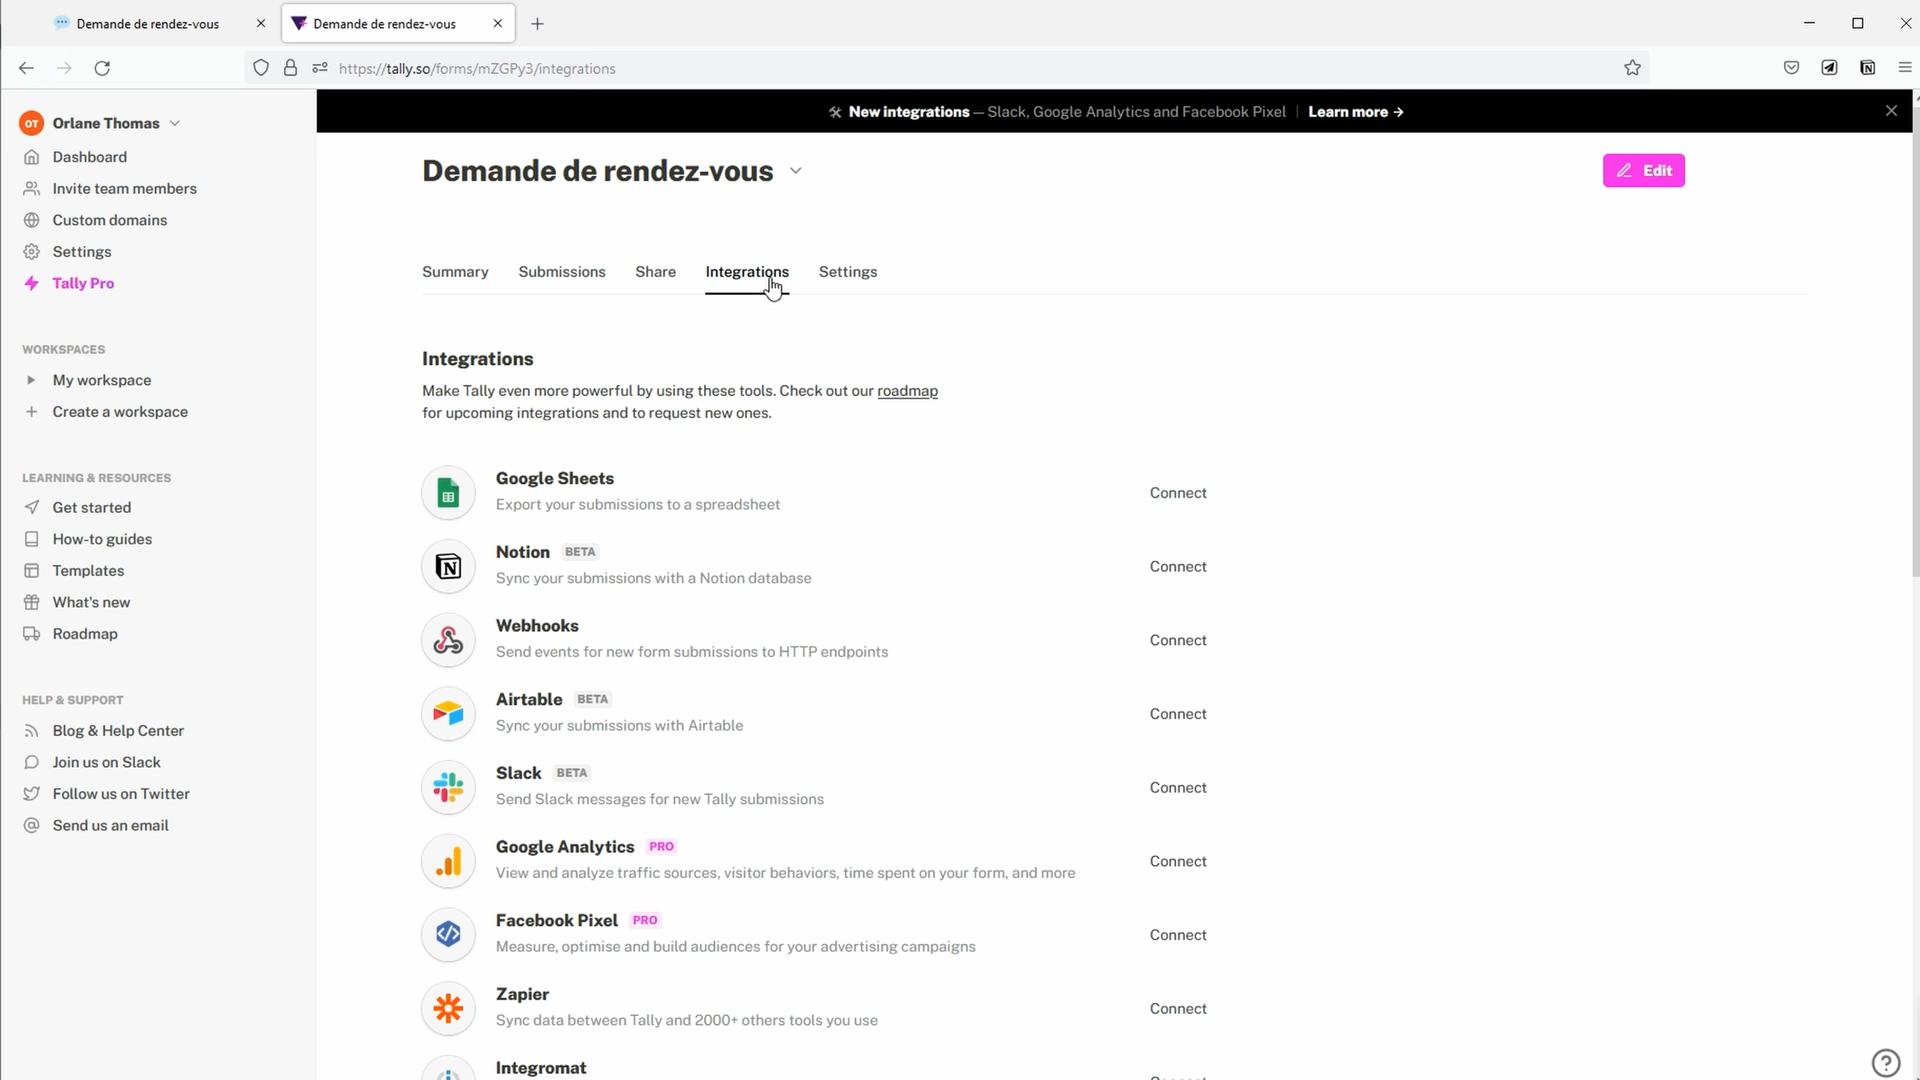 Demande de rendez-vous
Demande de rendez-vous
https://tally.so/forms/mZGPy3/integrations
OT Orlane Thomas
Dashboard
Invite team members
Custom domains
Settings
Tally Pro
WORKSPACES
My workspace
Create a workspace
LEARNING & RESOURCES
Get started
How-to guides
Templates
What's new
Roadmap
HELP & SUPPORT
Blog & Help Center
Join us on Slack
Follow us on Twitter
Send us an email
New integrations — Slack, Google Analytics and Facebook Pixel | Learn more →
Demande de rendez-vous
Edit
Summary Submissions Share Integrations Settings
Integrations
Make Tally even more powerful by using these tools. Check out our roadmap
for upcoming integrations and to request new ones.
Google Sheets
Export your submissions to a spreadsheet
Connect
Notion BETA
Sync your submissions with a Notion database
Connect
Webhooks
Send events for new form submissions to HTTP endpoints
Connect
Airtable BETA
Sync your submissions with Airtable
Connect
Slack BETA
Send Slack messages for new Tally submissions
Connect
Google Analytics PRO
View and analyze traffic sources, visitor behaviors, time spent on your form, and more
Connect
Facebook Pixel PRO
Measure, optimise and build audiences for your advertising campaigns
Connect
Zapier
Sync data between Tally and 2000+ others tools you use
Connect
Integromat